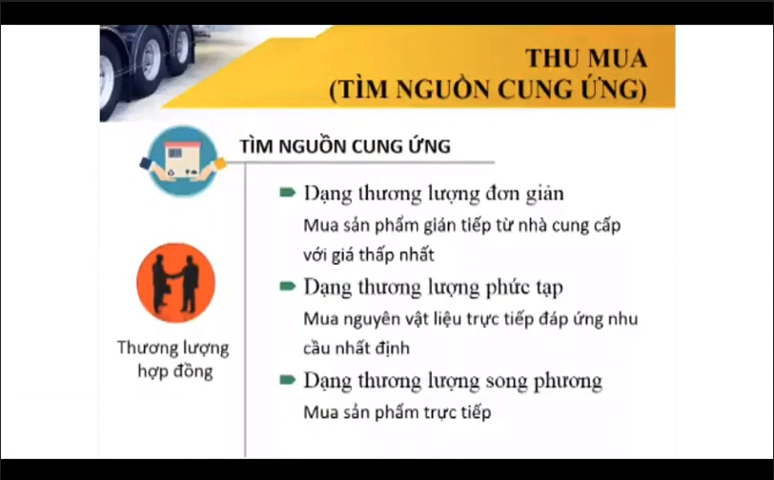 THU MUA
(TÌM NGUỒN CUNG ỨNG)
TÌM NGUỒN CUNG ỨNG
Dạng thương lượng đơn giản
Mua sản phẩm gián tiếp từ nhà cung cấp
với giá thấp nhất
Dạng thương lượng phức tạp
Mua nguyên vật liệu trực tiếp đáp ứng nhu
cầu nhất định
Dạng thương lượng song phương
Mua sản phẩm trực tiếp
Thương lượng
hợp đồng